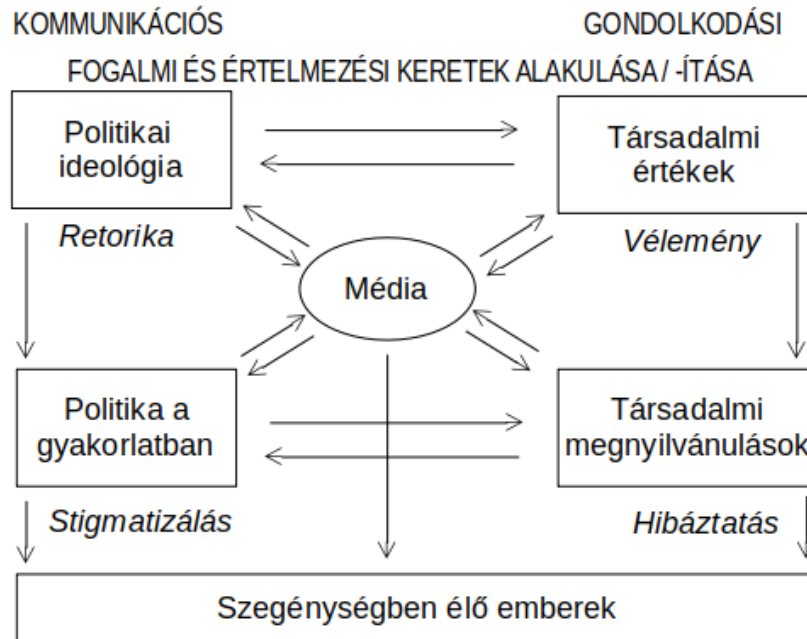 KOMMUNIKÁCIÓS
GONDOLKODÁSI
FOGALMI ÉS ÉRTELMEZÉSI KERETEK ALAKULÁSA / -ÍTÁSA
Politikai
ideológia
Társadalmi
értékek
Retorika
Vélemény
Média
Politika a
gyakorlatban
Társadalmi
megnyilvánulások
Stigmatizálás
Hibáztatás
Szegénységben élő emberek